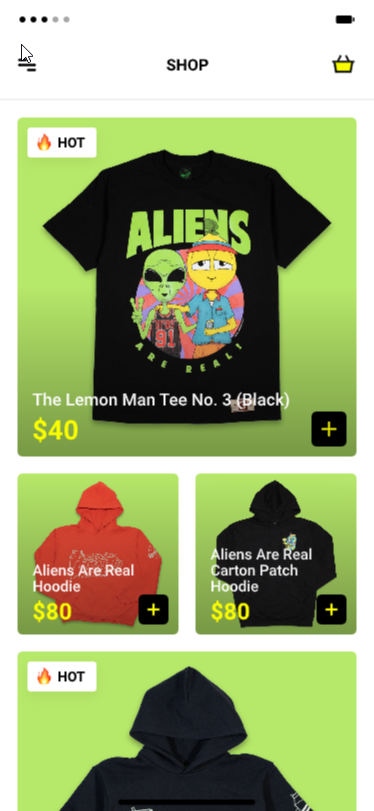 SHOP
🔥 HOT
ALIENS
91
ARE REAL!
The Lemon Man Tee No. 3 (Black)
$40
+
Aliens Are Real
Hoodie
$80
+
Aliens Are Real
Carton Patch
Hoodie
$80
+
🔥 HOT